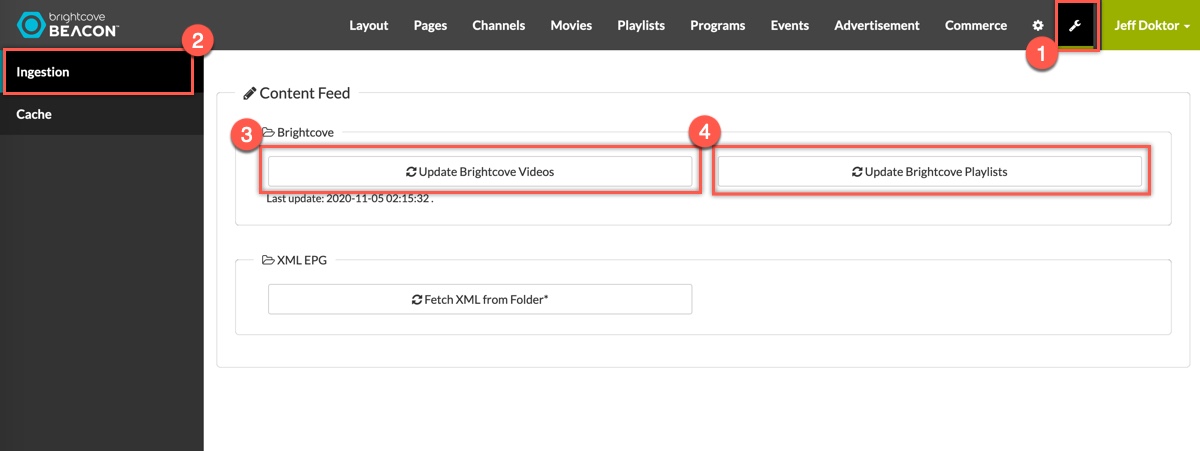 brightcove
BEACON™
Layout Pages Channels Movies Playlists Programs Events Advertisement Commerce Jeff Doktor
1
2
Ingestion
Cache
Content Feed
3
Brightcove
4
Update Brightcove Videos
Update Brightcove Playlists
Last update: 2020-11-05 02:15:32 .
XML EPG
Fetch XML from Folder*